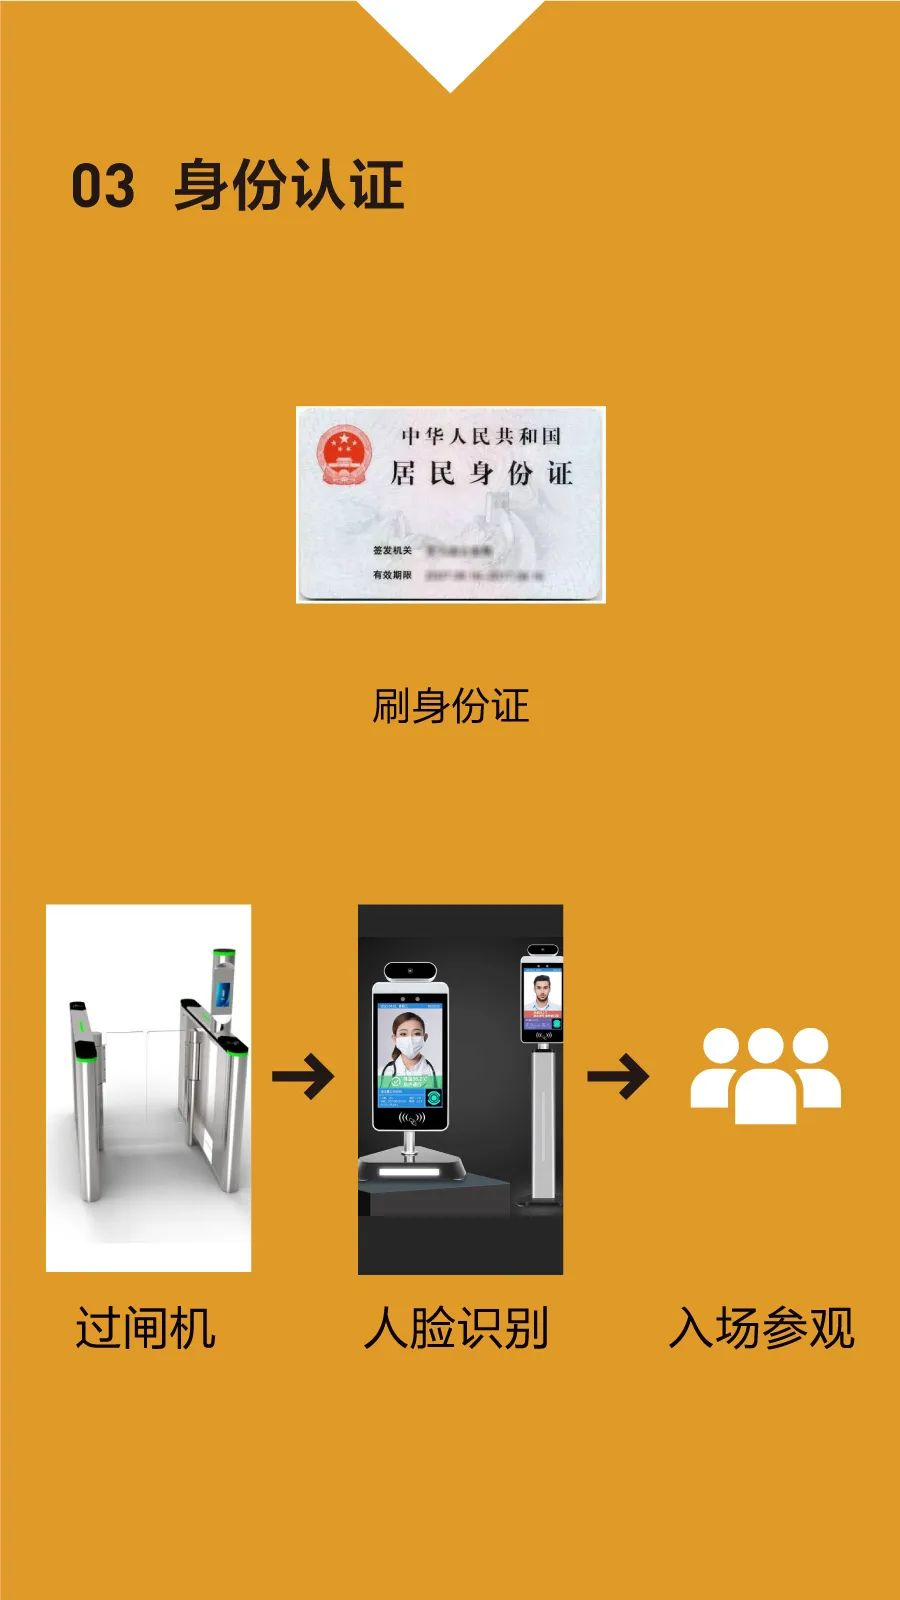 03 身份认证
中华人民共和国
居民身份证
签发机关
有效期限
刷身份证
过闸机
人脸识别
入场参观